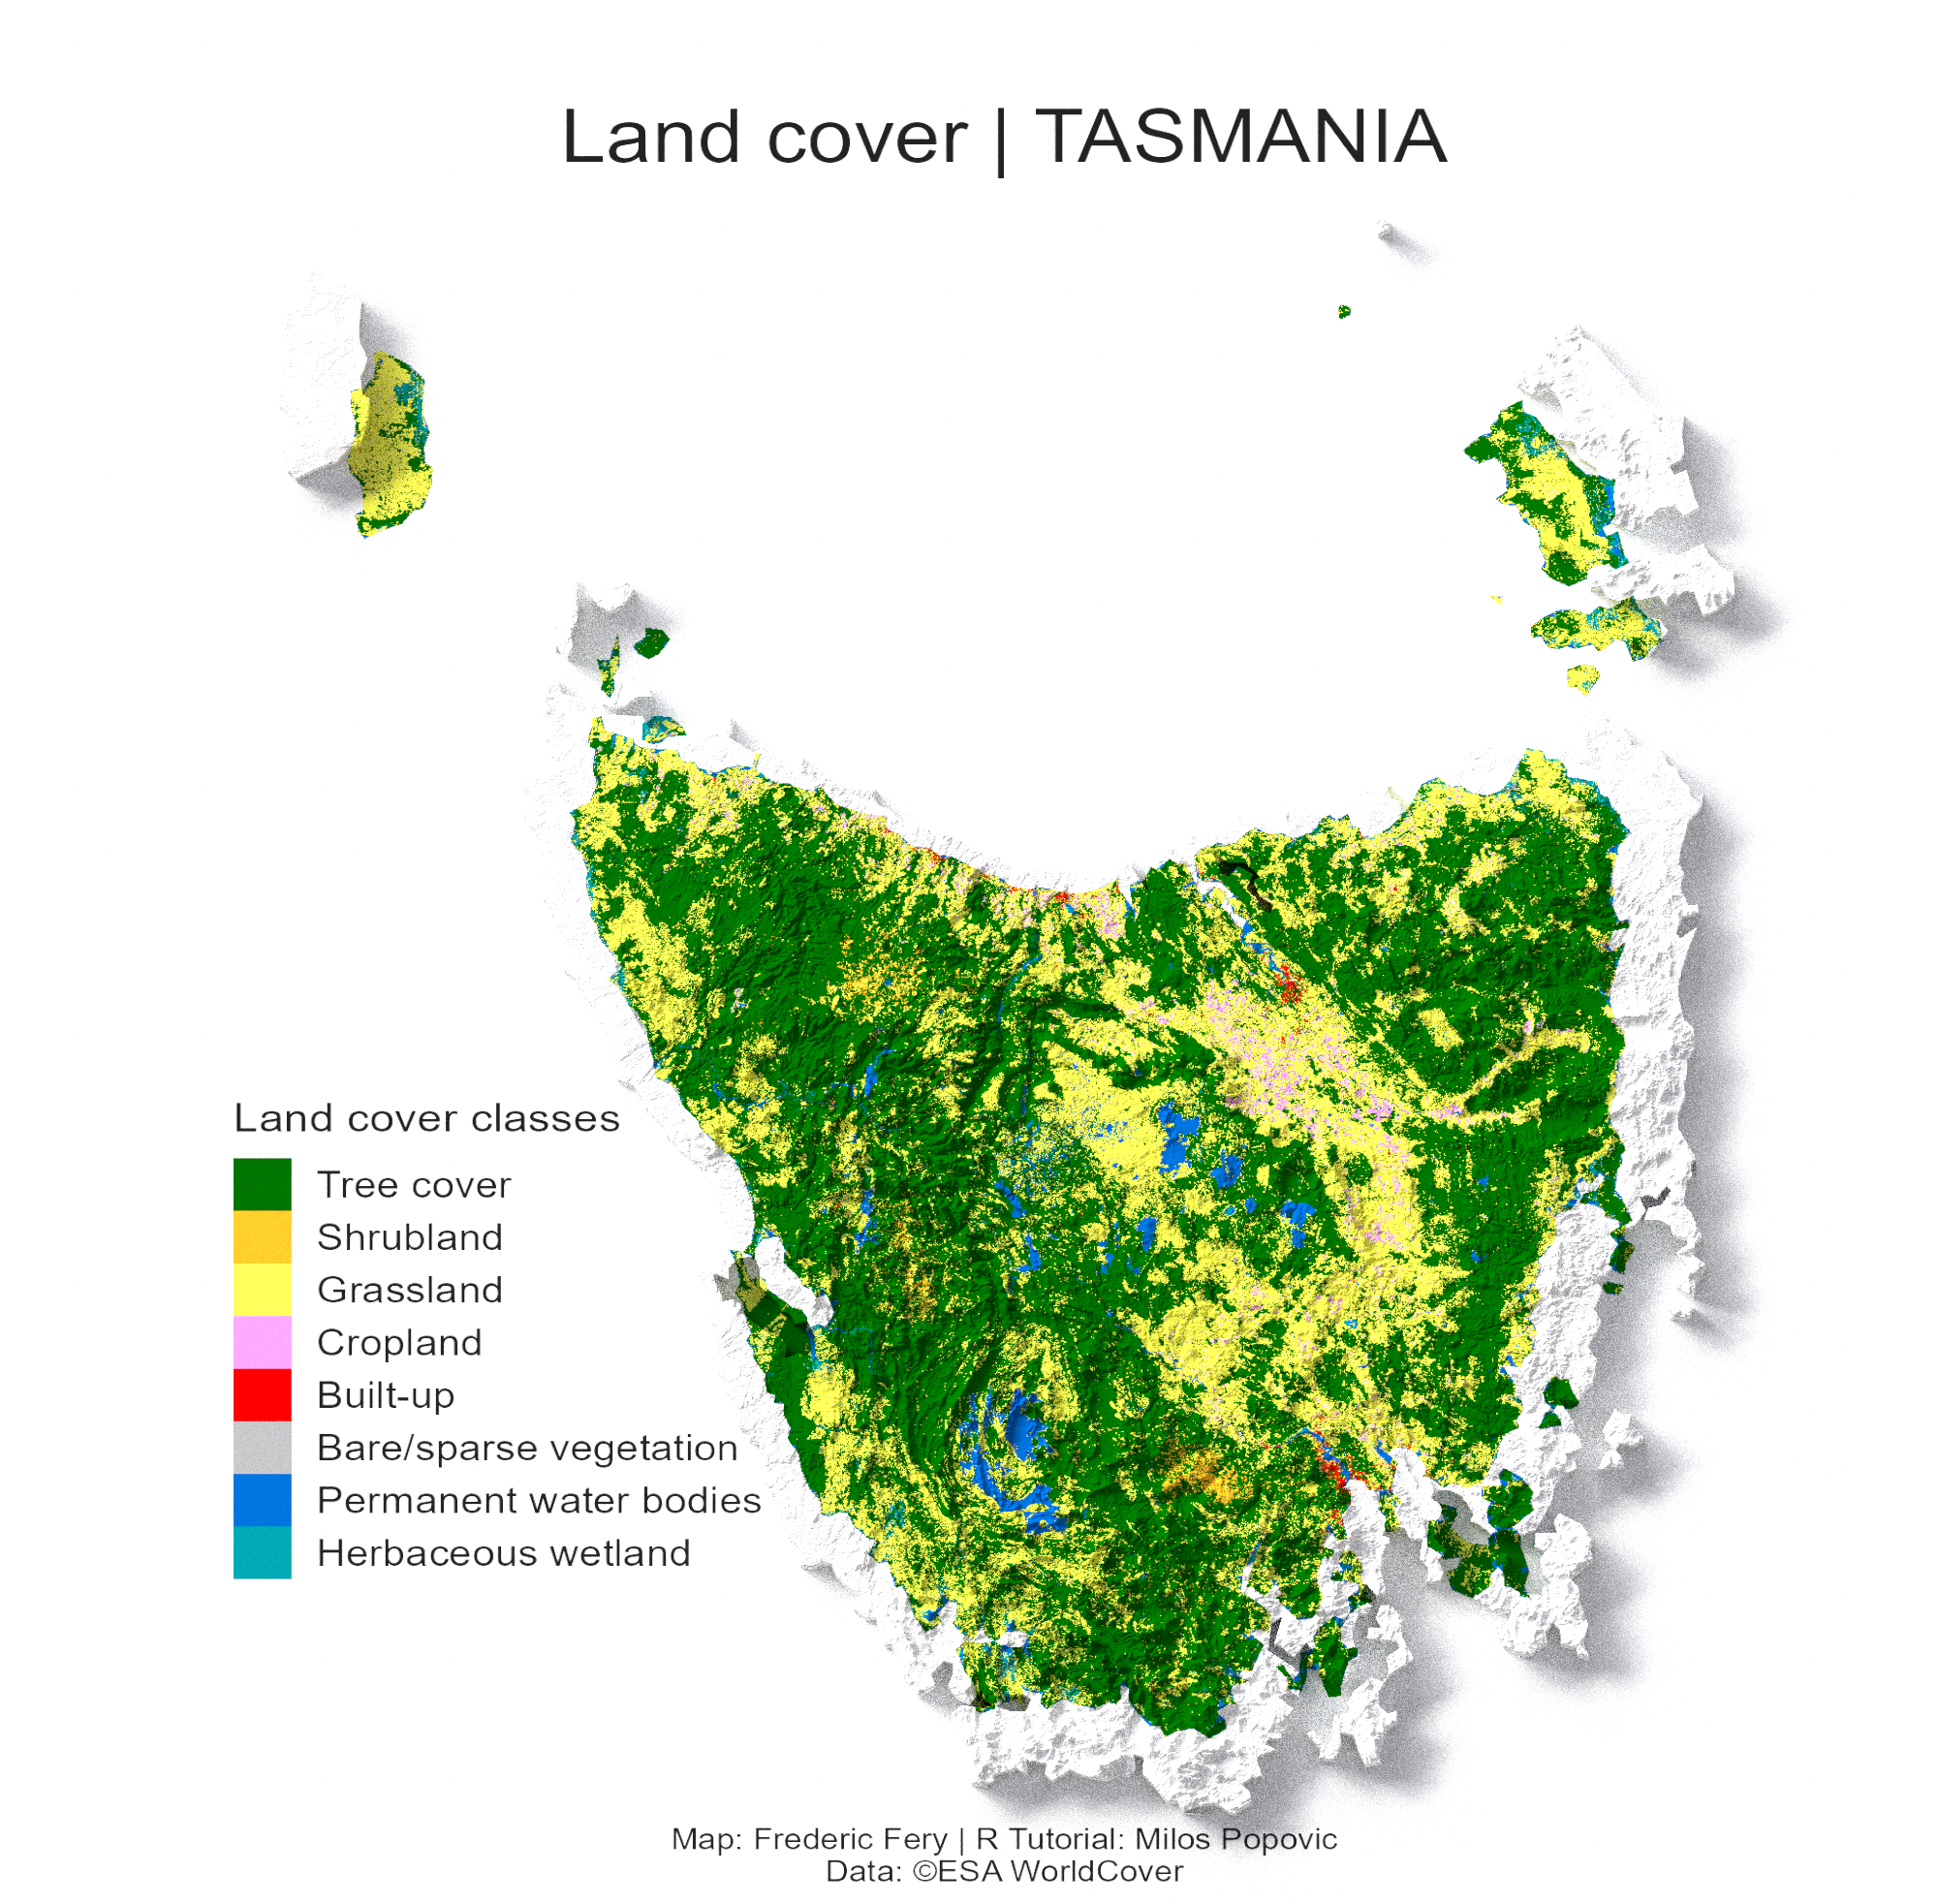 Land cover | TASMANIA
Land cover classes
Tree cover
Shrubland
Grassland
Cropland
Built-up
Bare/sparse vegetation
Permanent water bodies
Herbaceous wetland
Map: Frederic Fery | R Tutorial: Milos Popovic
Data: ©ESA WorldCover